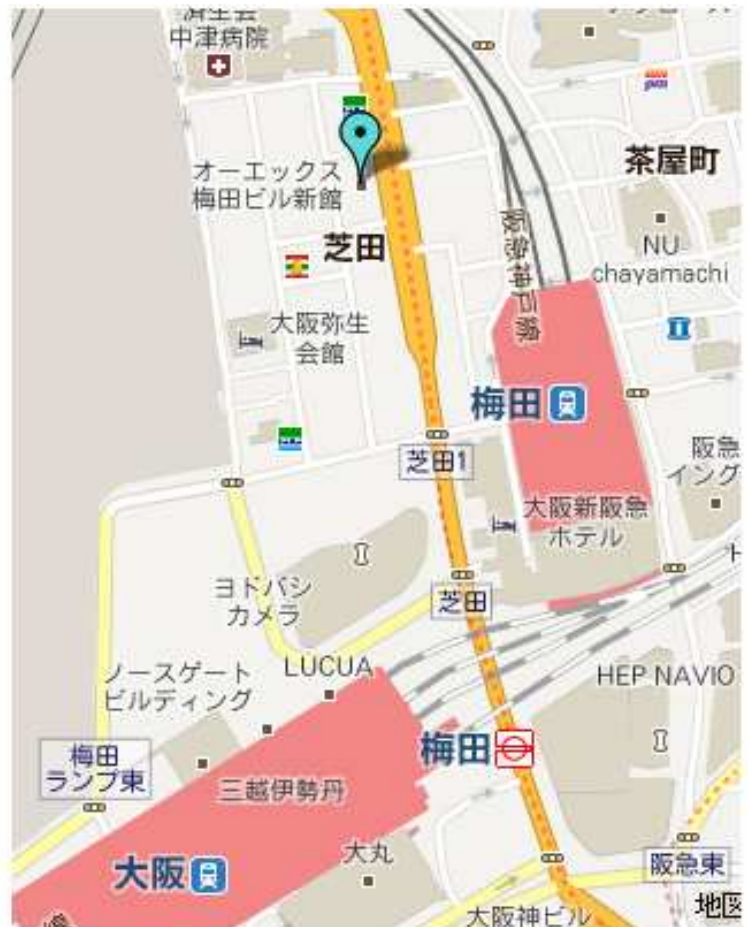 済生会
中津病院
オーエックス
梅田ビル新館
茶屋町
芝田
NU
chayamachi
阪急神戸線
大阪弥生
会館
梅田
芝田1
阪急
イング
大阪新阪急
ホテル
ヨドバシ
カメラ
芝田
LUCUA
ノースゲート
ビルディング
HEP NAVIO
梅田
梅田
ランプ東
三越伊勢丹
大丸
大阪
阪急東
大阪神ビル
地図